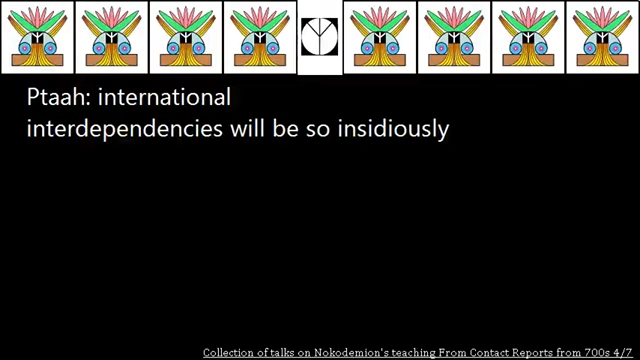 Ptaah: international
interdependencies will be so insidiously
Collection of talks on Nokodemion's teaching From Contact Reports from 700s 4/7